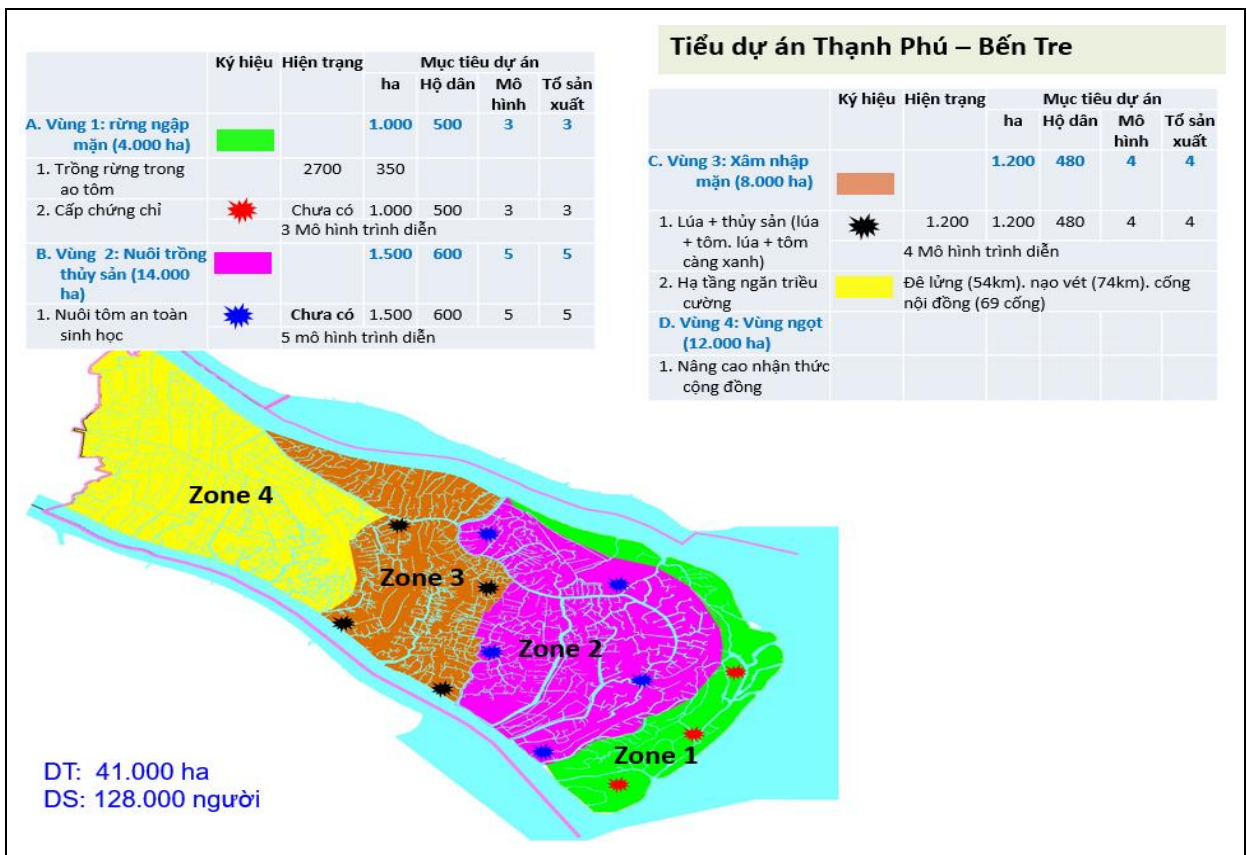 Tiểu dự án Thạnh Phú – Bến Tre
Ký hiệu Hiện trạng Mục tiêu dự án
ha Hộ dân Mô hình Tổ sản xuất
A. Vùng 1: rừng ngập mặn (4.000 ha) 1.000 500 3 3
1. Trồng rừng trong ao tôm 2700 350
2. Cấp chứng chỉ Chưa có 1.000 500 3 3
3 Mô hình trình diễn
B. Vùng 2: Nuôi trồng thủy sản (14.000 ha) 1.500 600 5 5
1. Nuôi tôm an toàn sinh học Chưa có 1.500 600 5 5
5 mô hình trình diễn
Ký hiệu Hiện trạng Mục tiêu dự án
ha Hộ dân Mô hình Tổ sản xuất
C. Vùng 3: Xâm nhập mặn (8.000 ha) 1.200 480 4 4
1. Lúa + thủy sản (lúa + tôm. lúa + tôm càng xanh) 1.200 1.200 480 4 4
4 Mô hình trình diễn
2. Hạ tầng ngăn triều cường Đê lửng (54km). nạo vét (74km). cống nội đồng (69 cống)
D. Vùng 4: Vùng ngọt (12.000 ha)
1. Nâng cao nhận thức cộng đồng
Zone 4
Zone 3
Zone 2
Zone 1
DT: 41.000 ha
DS: 128.000 người